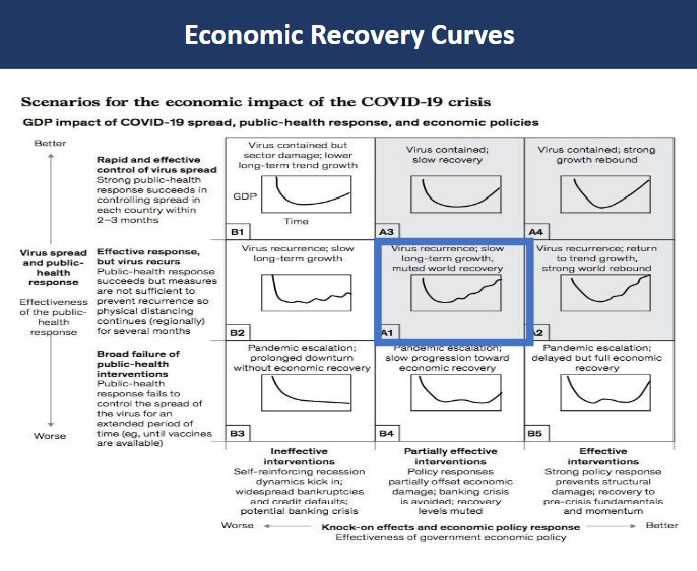 Economic Recovery Curves
Scenarios for the economic impact of the COVID-19 crisis
GDP impact of COVID-19 spread, public-health response, and economic policies
Better
Virus spread
and public-
health
response
Effectiveness
of the public-
health
response
Worse
Rapid and effective
control of virus spread
Strong public-health
response succeeds in
controlling spread in
each country within
2–3 months
Virus contained but
sector damage; lower
long-term trend growth
GDP
Time
B1
Virus contained;
slow recovery
A3
Virus contained; strong
growth rebound
A4
Effective response,
but virus recurs
Public-health response
succeeds but measures
are not sufficient to
prevent recurrence so
physical distancing
continues (regionally)
for several months
Virus recurrence; slow
long-term growth
B2
Virus recurrence; slow
long-term growth,
muted world recovery
A1
Virus recurrence; return
to trend growth,
strong world rebound
A2
Broad failure of
public-health
interventions
Public-health
response fails to
control the spread of
the virus for an
extended period of
time (eg, until vaccines
are available)
Pandemic escalation;
prolonged downturn
without economic recovery
B3
Pandemic escalation;
slow progression toward
economic recovery
B4
Pandemic escalation;
delayed but full economic
recovery
B5
Ineffective
interventions
Self-reinforcing recession
dynamics kick in;
widespread bankruptcies
and credit defaults;
potential banking crisis
Partially effective
interventions
Policy responses
partially offset economic
damage; banking crisis
is avoided; recovery
levels muted
Effective
interventions
Strong policy response
prevents structural
damage; recovery to
pre-crisis fundamentals
and momentum
Worse
Knock-on effects and economic policy response
Better
Effectiveness of government economic policy